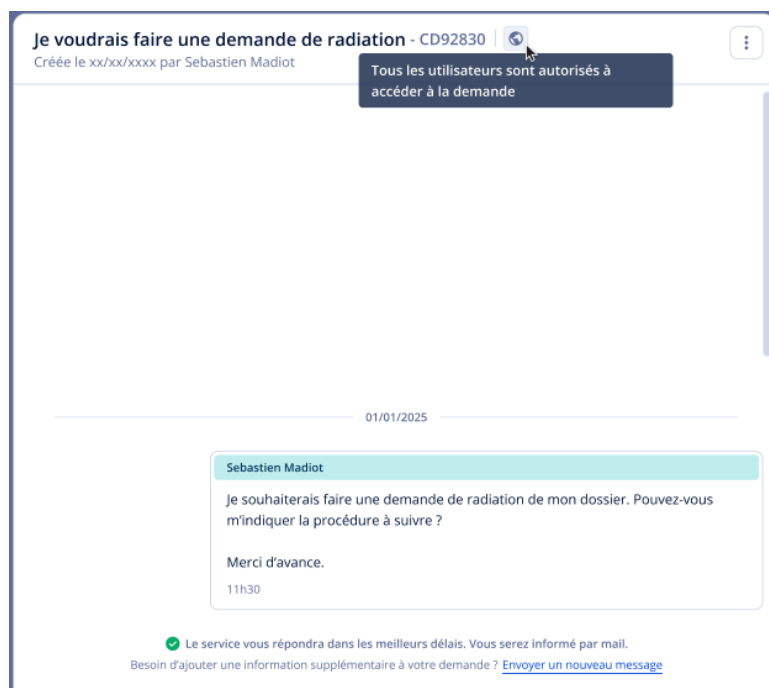 Je voudrais faire une demande de radiation - CD92830
Créée le xx/xx/xxxx par Sebastien Madiot
Tous les utilisateurs sont autorisés à
accéder à la demande
01/01/2025
Sebastien Madiot
Je souhaiterais faire une demande de radiation de mon dossier. Pouvez-vous
m’indiquer la procédure à suivre ?
Merci d’avance.
11h30
Le service vous répondra dans les meilleurs délais. Vous serez informé par mail.
Besoin d’ajouter une information supplémentaire à votre demande ? Envoyer un nouveau message